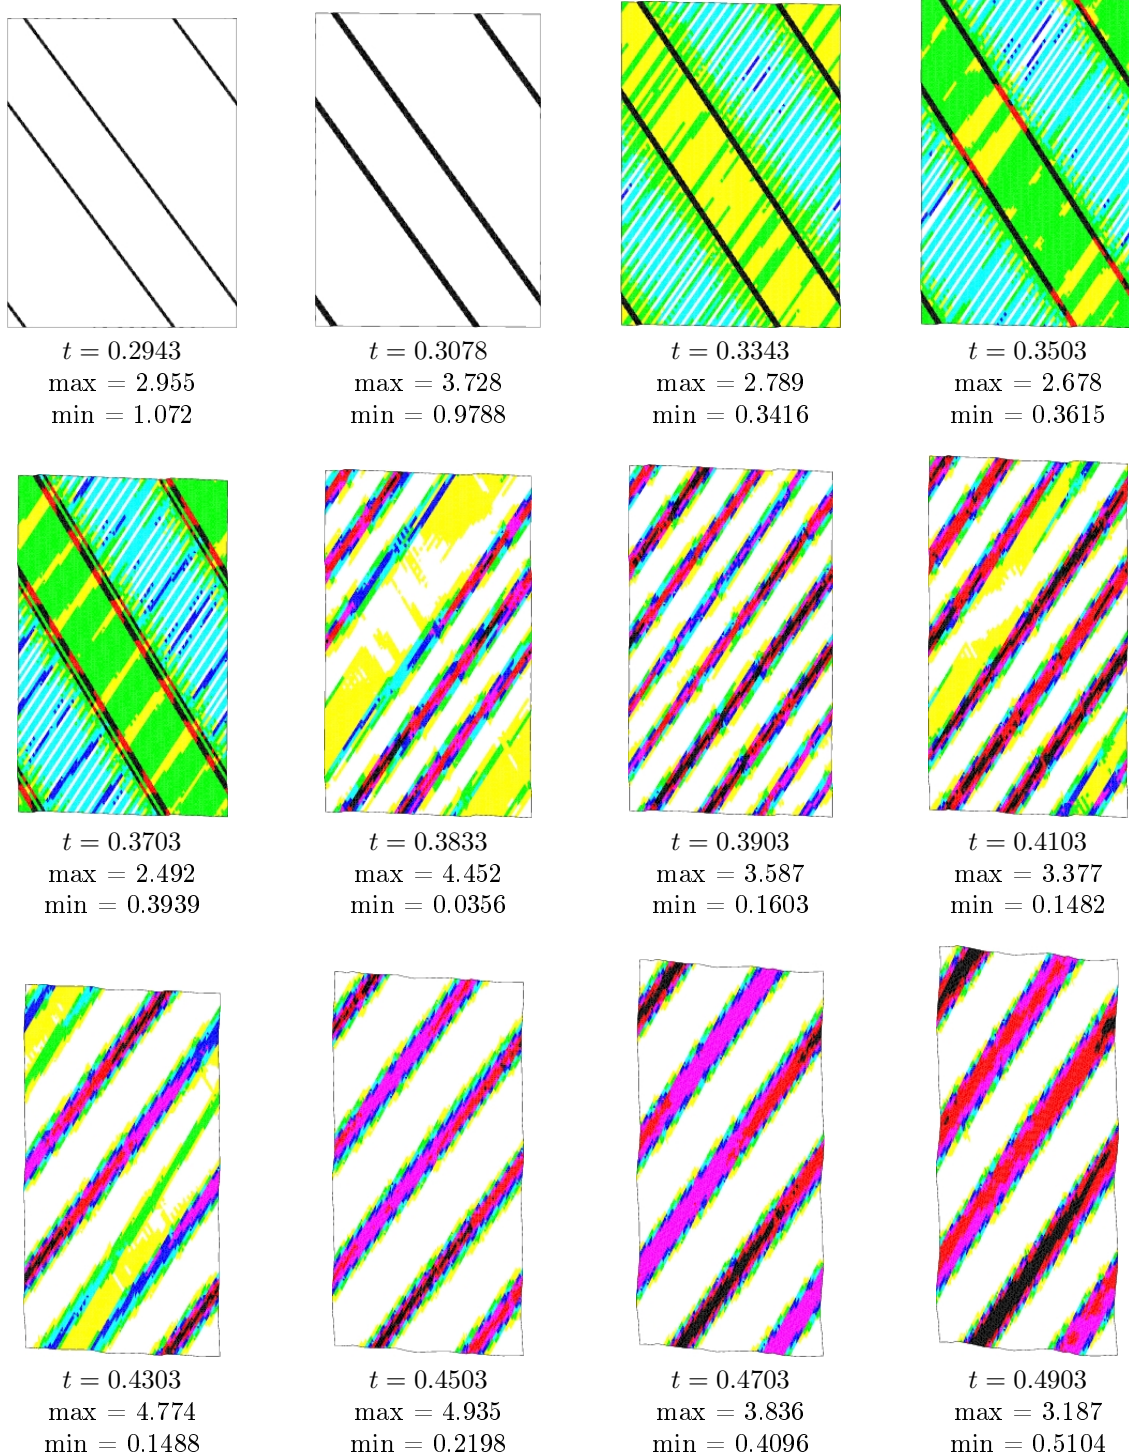 t = 0.2943
max = 2.955
min = 1.072
t = 0.3078
max = 3.728
min = 0.9788
t = 0.3343
max = 2.789
min = 0.3416
t = 0.3503
max = 2.678
min = 0.3615
t = 0.3703
max = 2.492
min = 0.3939
t = 0.3833
max = 4.452
min = 0.0356
t = 0.3903
max = 3.587
min = 0.1603
t = 0.4103
max = 3.377
min = 0.1482
t = 0.4303
max = 4.774
min = 0.1488
t = 0.4503
max = 4.935
min = 0.2198
t = 0.4703
max = 3.836
min = 0.4096
t = 0.4903
max = 3.187
min = 0.5104